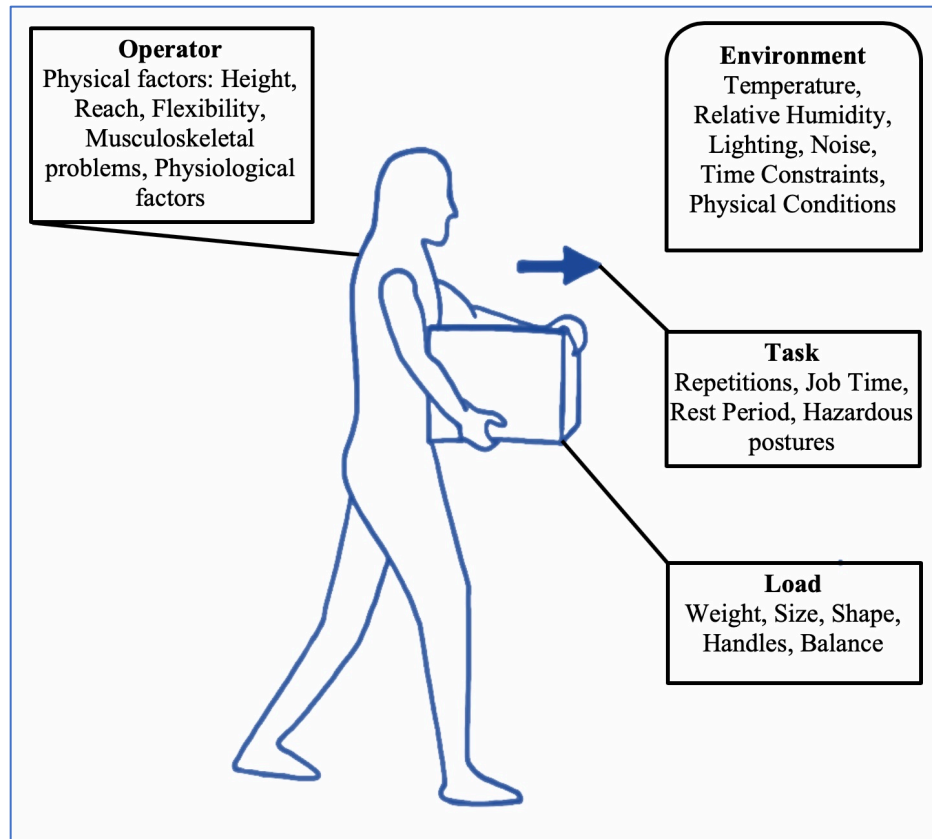 Operator
Physical factors: Height,
Reach, Flexibility,
Musculoskeletal
problems, Physiological
factors
Environment
Temperature,
Relative Humidity,
Lighting, Noise,
Time Constraints,
Physical Conditions
Task
Repetitions, Job Time,
Rest Period, Hazardous
postures
Load
Weight, Size, Shape,
Handles, Balance